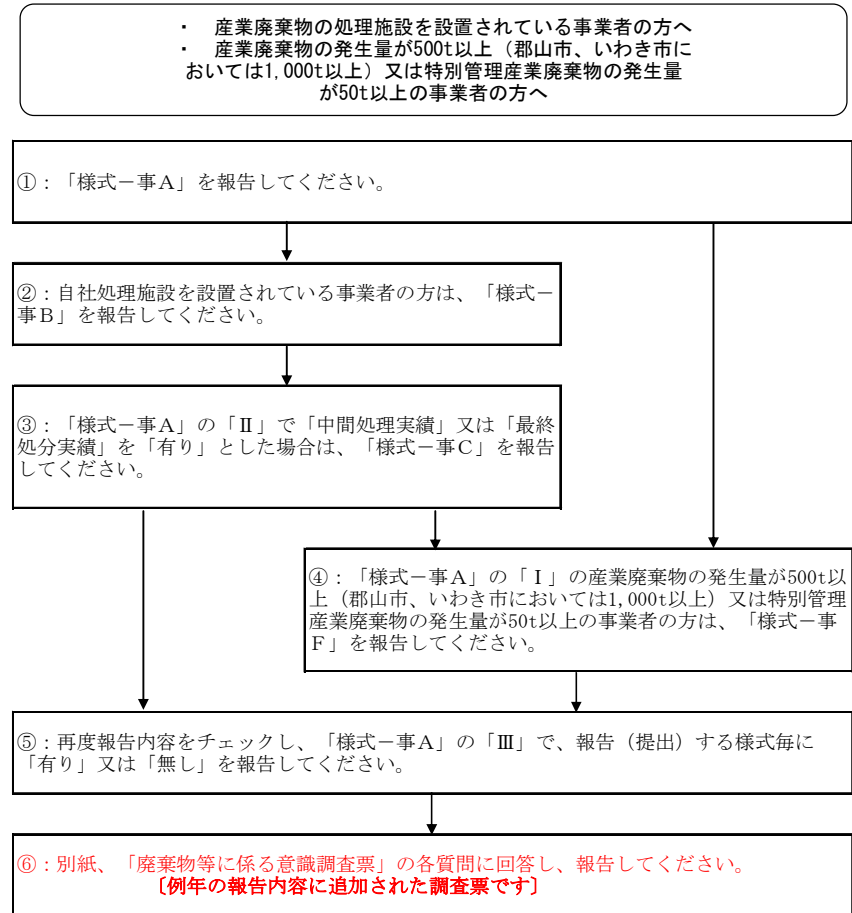 ・　産業廃棄物の処理施設を設置されている事業者の方へ
・　産業廃棄物の発生量が500t以上（郡山市、いわき市に
おいては1,000t以上）又は特別管理産業廃棄物の発生量
が50t以上の事業者の方へ
①：「様式－事Ａ」を報告してください。
②：自社処理施設を設置されている事業者の方は、「様式－
事Ｂ」を報告してください。
③：「様式－事Ａ」の「Ⅱ」で「中間処理実績」又は「最終
処分実績」を「有り」とした場合は、「様式－事Ｃ」を報告
してください。
④：「様式－事Ａ」の「Ⅰ」の産業廃棄物の発生量が500t以
上（郡山市、いわき市においては1,000t以上）又は特別管理
産業廃棄物の発生量が50t以上の事業者の方は、「様式－事
Ｆ」を報告してください。
⑤：再度報告内容をチェックし、「様式－事Ａ」の「Ⅲ」で、報告（提出）する様式毎に
「有り」又は「無し」を報告してください。
⑥：別紙、「廃棄物等に係る意識調査票」の各質問に回答し、報告してください。
〔例年の報告内容に追加された調査票です〕